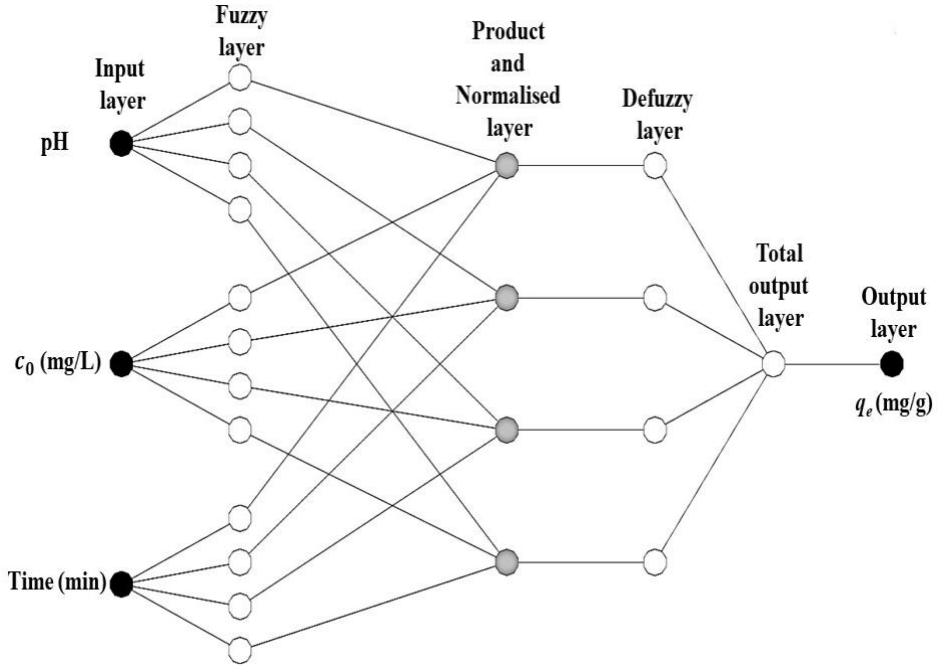 Input
layer
Fuzzy
layer
Product
and
Normalised
layer
Defuzzy
layer
Total
output
layer
Output
layer
pH
c₀ (mg/L)
Time (min)
qₑ (mg/g)